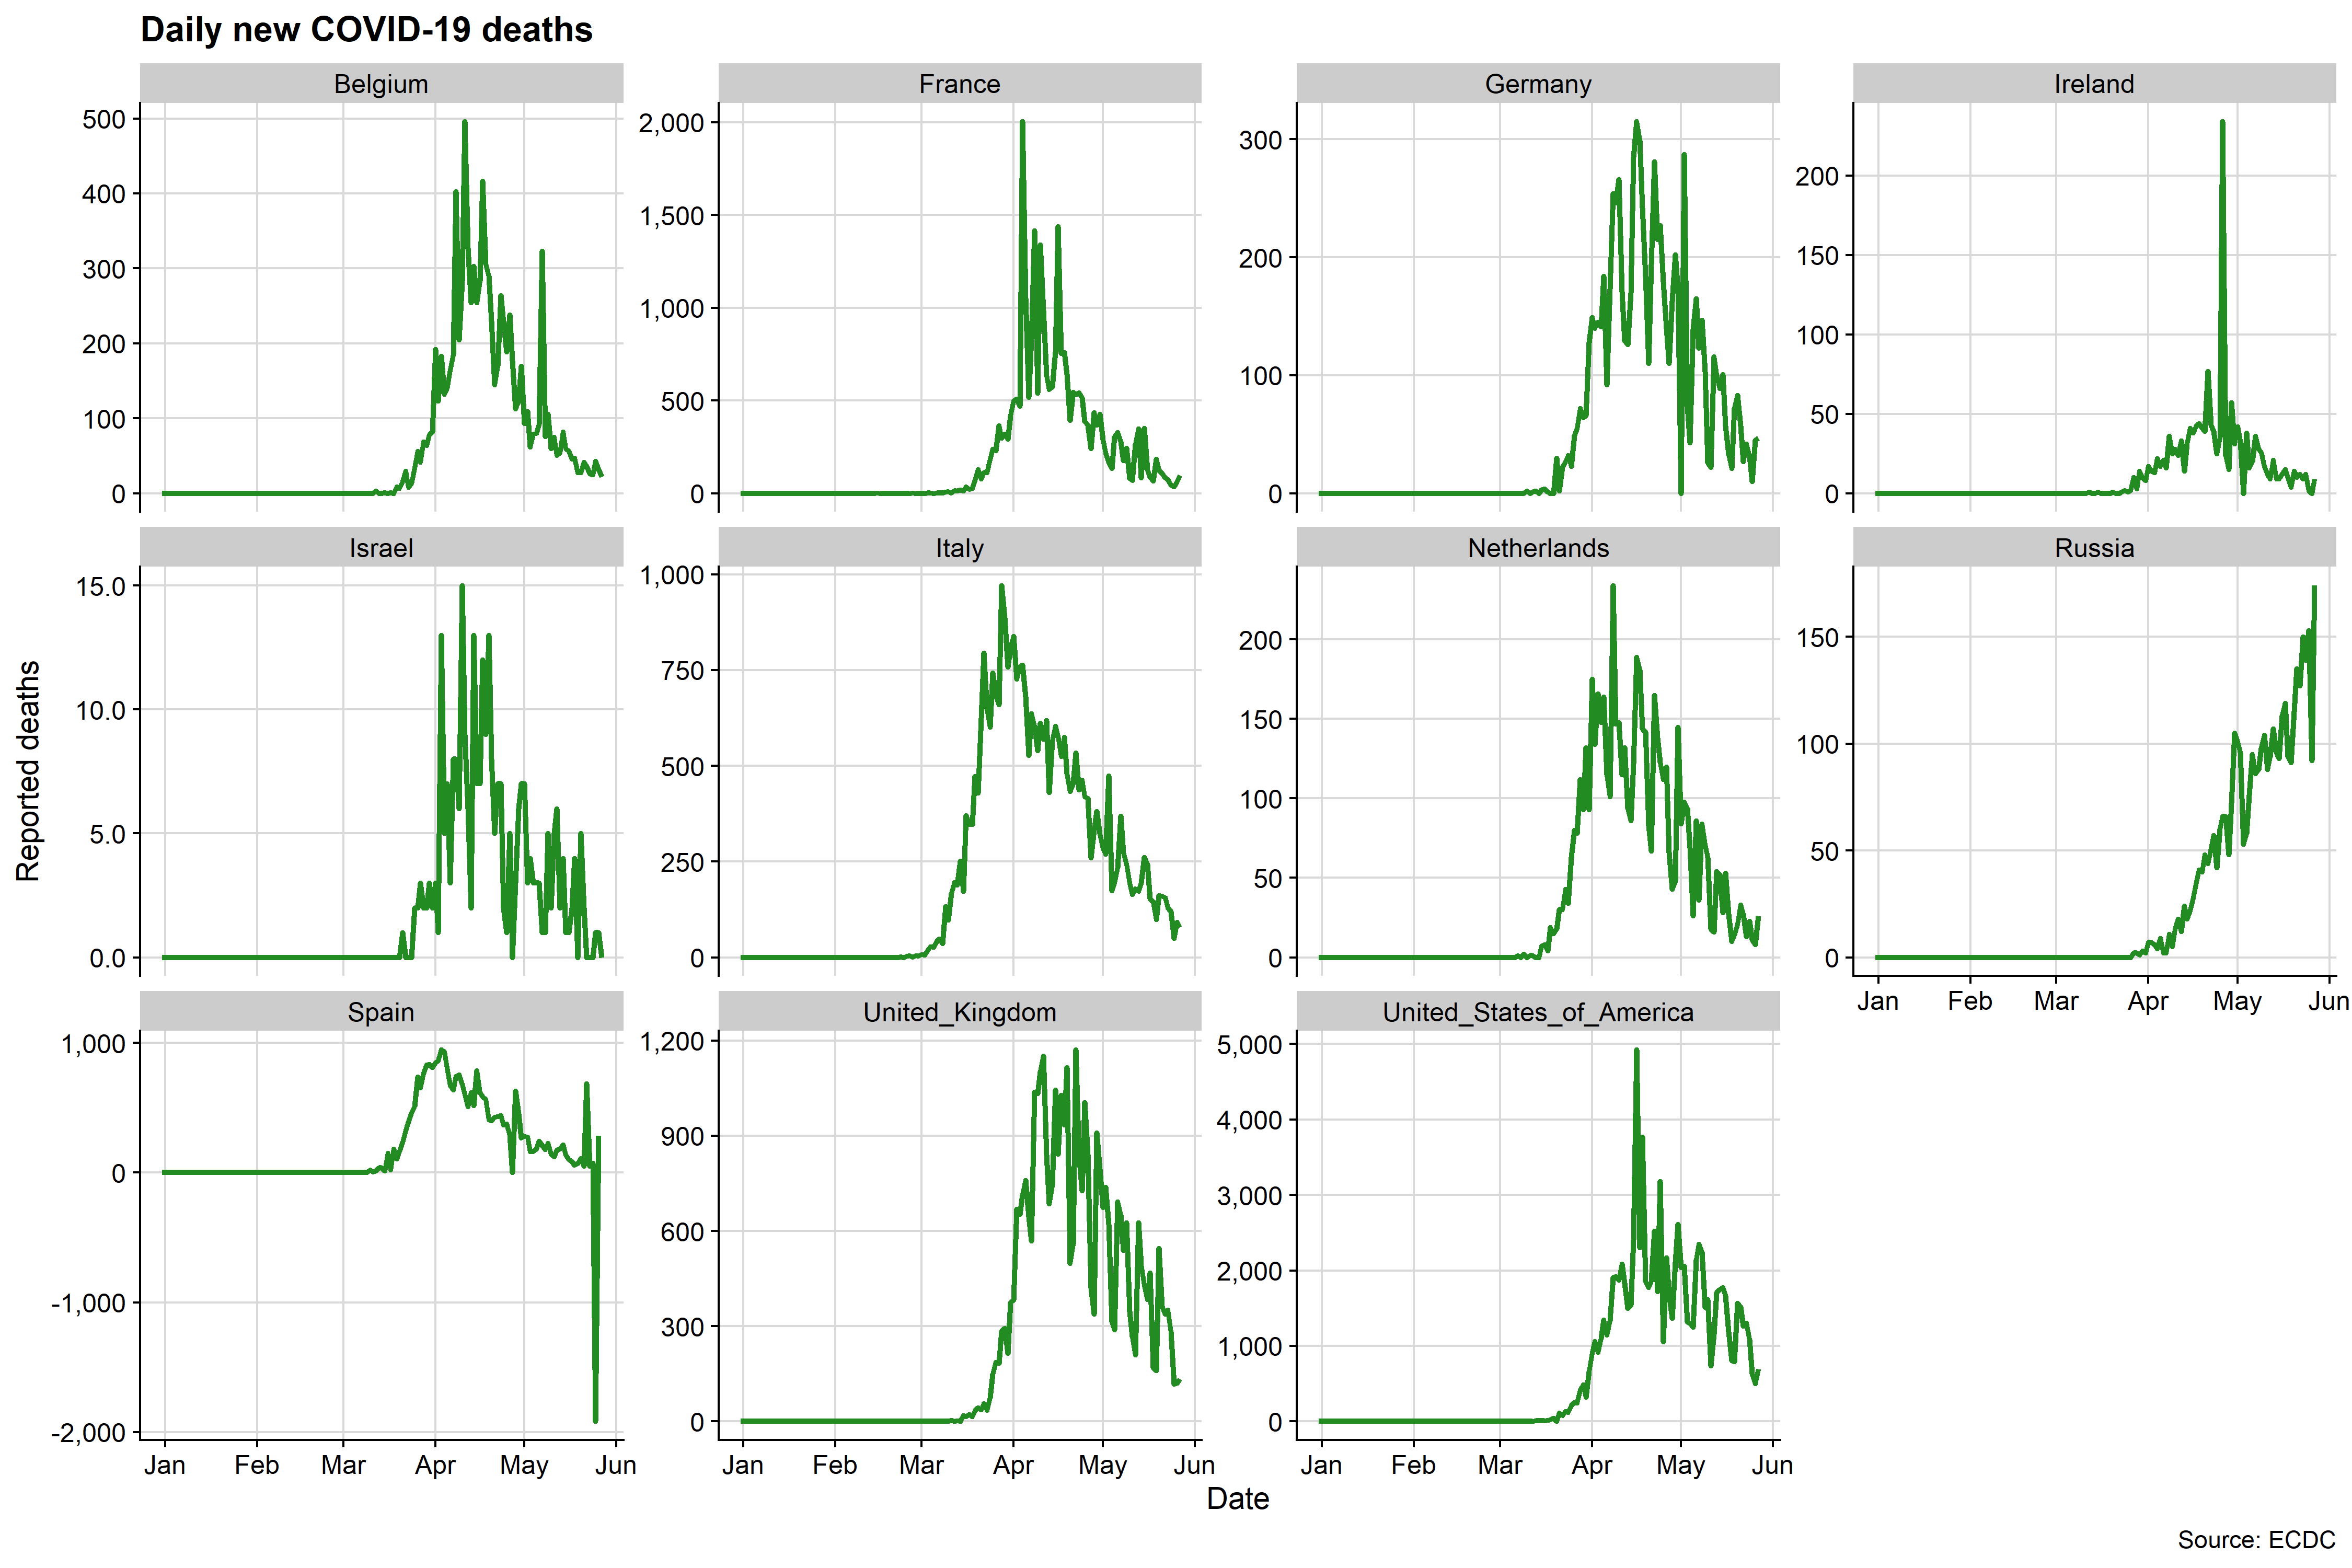 Daily new COVID-19 deaths
Belgium
France
Germany
Ireland
500
400
300
200
100
0
2,000
1,500
1,000
500
0
300
200
100
0
200
150
100
50
0
Israel
Italy
Netherlands
Russia
15.0
10.0
5.0
0.0
1,000
750
500
250
0
200
150
100
50
0
150
100
50
0
Jan Feb Mar Apr May Jun
Spain
United_Kingdom
United_States_of_America
1,000
0
-1,000
-2,000
1,200
900
600
300
0
5,000
4,000
3,000
2,000
1,000
0
Jan Feb Mar Apr May Jun
Jan Feb Mar Apr May Jun
Jan Feb Mar Apr May Jun
Reported deaths
Date
Source: ECDC